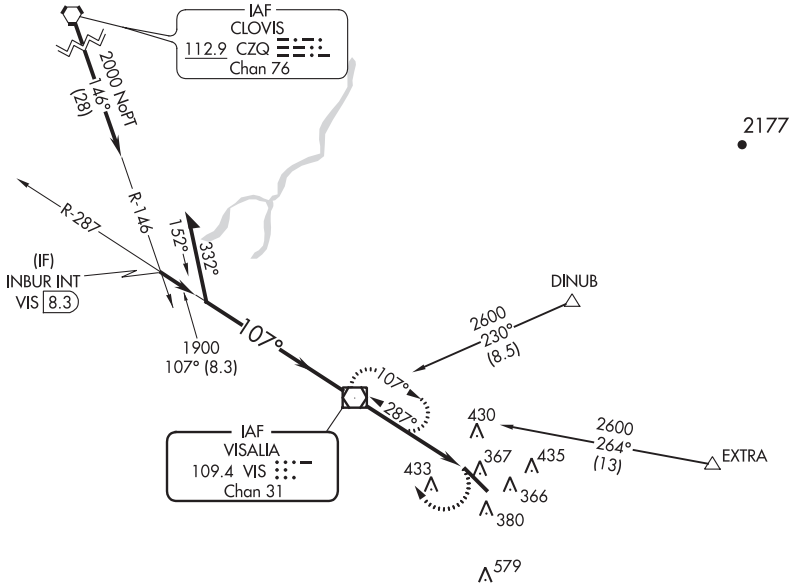 IAF
CLOVIS
112.9 CZQ
Chan 76
2000 NoPT
146°
(28)
2177
R-146
R-287
152°
332°
(IF)
INBUR INT
VIS 8.3
DINUB
2600
230°
(8.5)
1900
107° (8.3)
107°
107°
287°
IAF
VISALIA
109.4 VIS
Chan 31
430
2600
264°
(13)
EXTRA
433
367
435
366
380
579